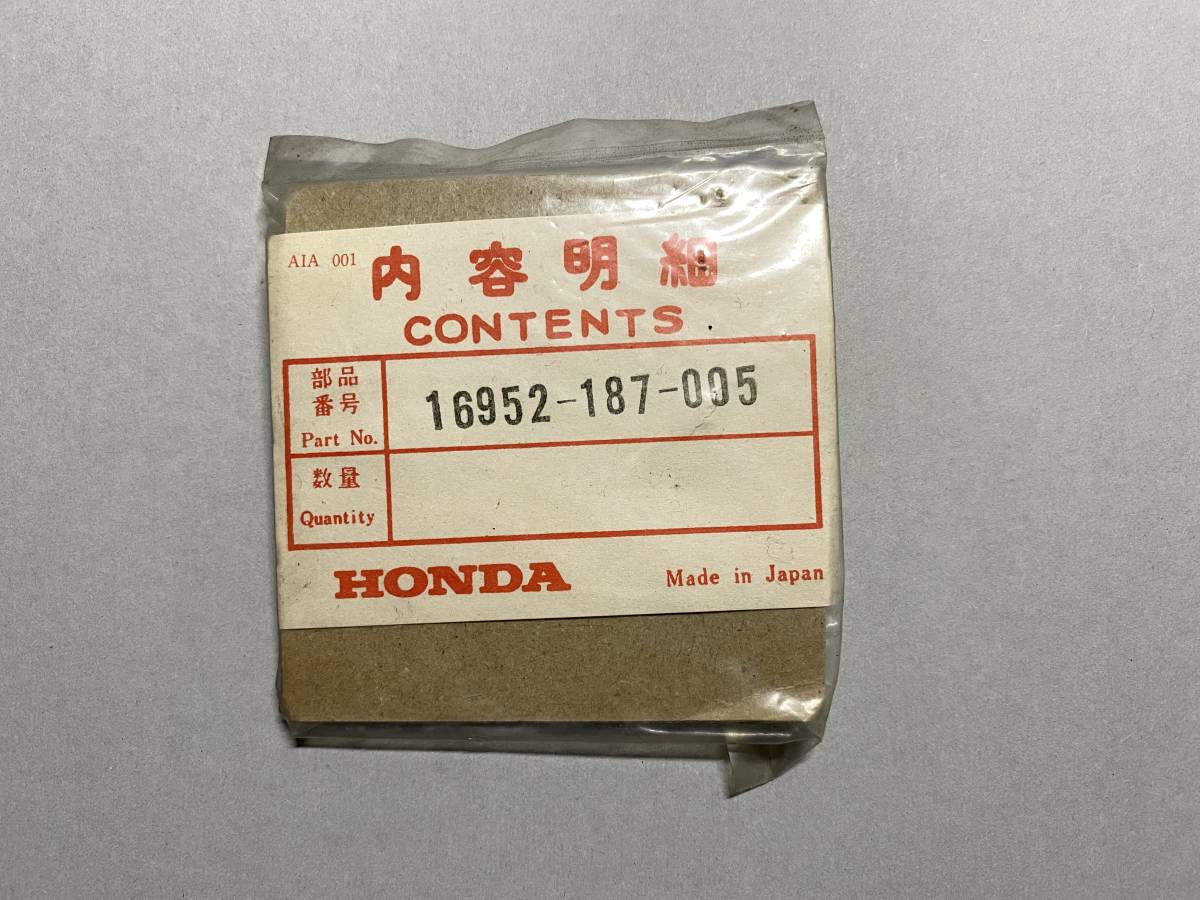 AIA 001
内容明細
CONTENTS
部品
番号
Part No.
16952-187-005
数量
Quantity
HONDA
Made in Japan